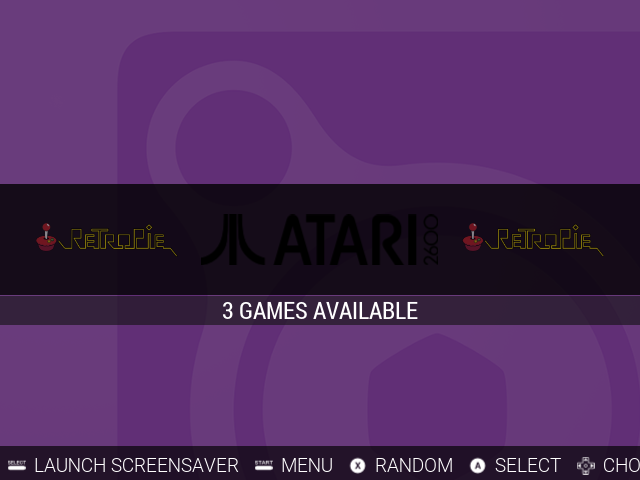 RETROPIE ATARI 2600 RETROPIE
3 GAMES AVAILABLE
SELECT LAUNCH SCREENSAVER START MENU X RANDOM A SELECT CHO